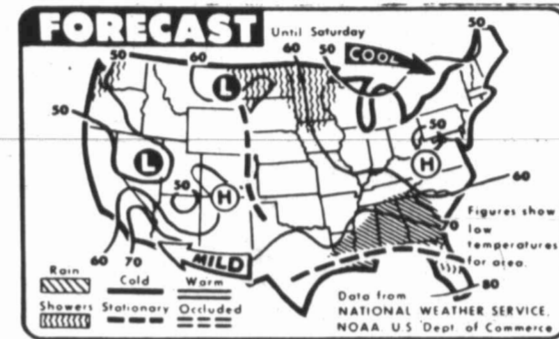 FORECAST
Until Saturday
50
60
60
50
COOL
50
50
L
L
50
H
50
H
60
60
70
MILD
70
80
Figures show
low
temperatures
for area.
Rain Cold Warm
Showers Stationary Occluded
Data from
NATIONAL WEATHER SERVICE,
NOAA U.S. Dept. of Commerce